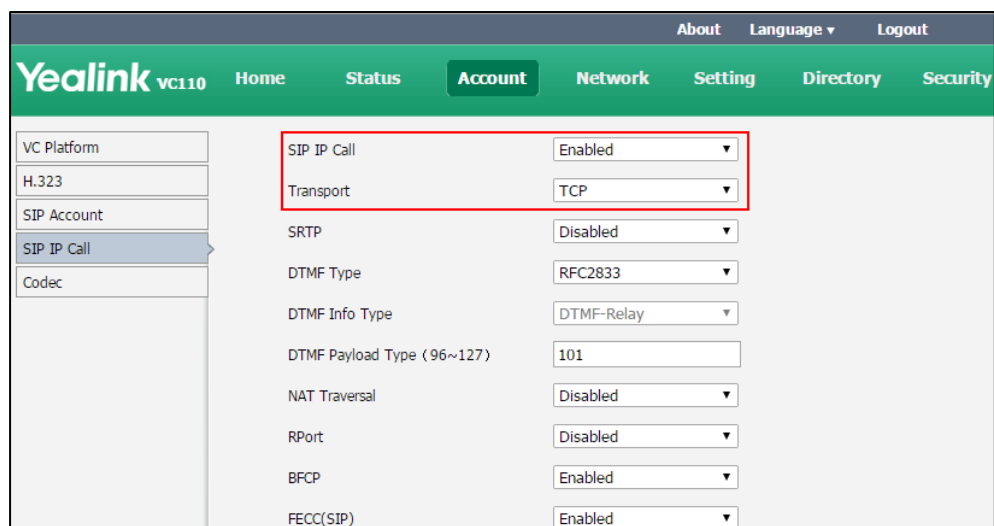 About Language ▾ Logout
Yealink VC110 Home Status Account Network Setting Directory Security
VC Platform
H.323
SIP Account
SIP IP Call
Codec
SIP IP Call Enabled
Transport TCP
SRTP Disabled
DTMF Type RFC2833
DTMF Info Type DTMF-Relay
DTMF Payload Type (96~127) 101
NAT Traversal Disabled
RPort Disabled
BFCP Enabled
FECC(SIP) Enabled